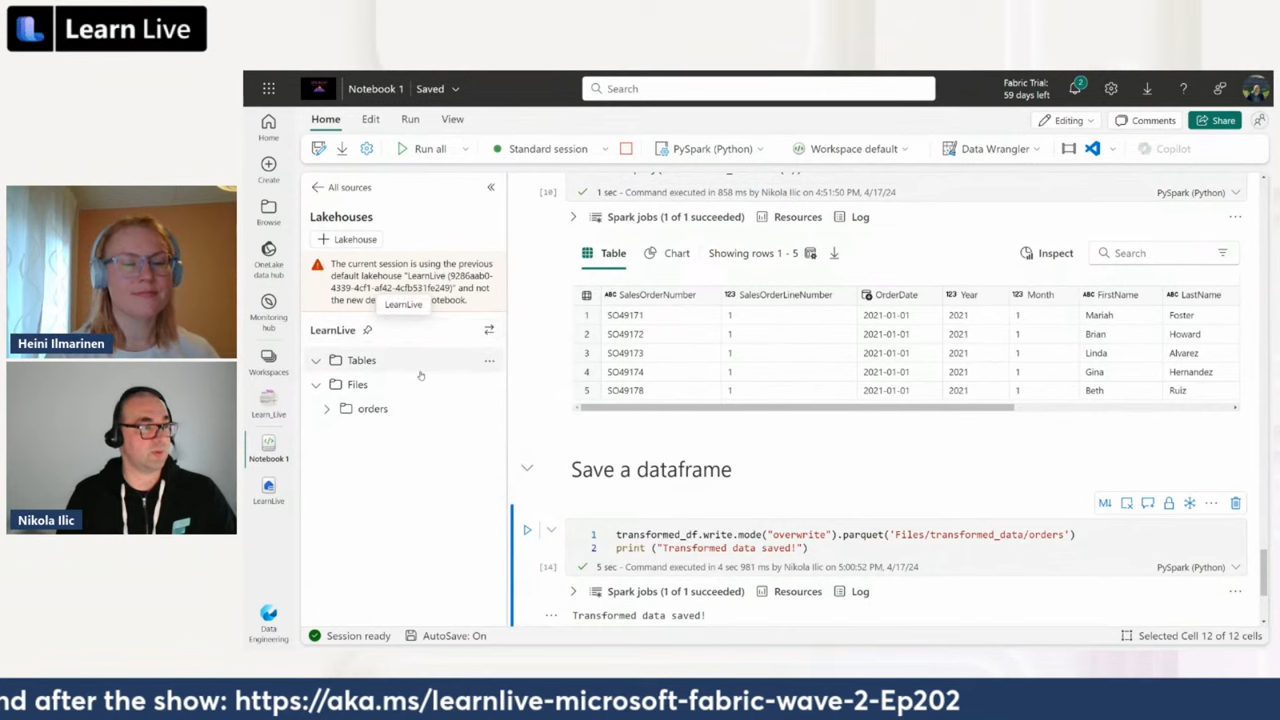 Learn Live
Notebook 1 Saved
Search
Fabric Trial:
59 days left
2
Home Edit Run View
Editing
Comments
Share
Run all
Standard session
PySpark (Python)
Workspace default
Data Wrangler
Copilot
Home
Create
Browse
OneLake
data hub
Monitoring
hub
Workspaces
Learn_Live
Notebook 1
LearnLive
Data
Engineering
All sources
Lakehouses
Lakehouse
The current session is using the previous
default lakehouse "LearnLive (9286aab0-
4339-4cf1-af42-4cfb531fe249)" and not
the new de
otebook.
LearnLive
LearnLive
Tables
Files
orders
[10]
1 sec - Command executed in 858 ms by Nikola Ilic at 4:51:50 PM, 4/17/24
PySpark (Python)
Spark jobs (1 of 1 succeeded) Resources Log
Table Chart Showing rows 1 - 5
Inspect
Search
ABC SalesOrderNumber 123 SalesOrderLineNumber OrderDate 123 Year 123 Month ABC FirstName ABC LastName
1 SO49171 1 2021-01-01 2021 1 Mariah Foster
2 SO49172 1 2021-01-01 2021 1 Brian Howard
3 SO49173 1 2021-01-01 2021 1 Linda Alvarez
4 SO49174 1 2021-01-01 2021 1 Gina Hernandez
5 SO49178 1 2021-01-01 2021 1 Beth Ruiz
Save a dataframe
M↓
1 transformed_df.write.mode("overwrite").parquet('Files/transformed_data/orders')
2 print ("Transformed data saved!")
[14]
5 sec - Command executed in 4 sec 981 ms by Nikola Ilic at 5:00:52 PM, 4/17/24
PySpark (Python)
Spark jobs (1 of 1 succeeded) Resources Log
Transformed data saved!
Session ready AutoSave: On
Selected Cell 12 of 12 cells
Heini Ilmarinen
Nikola Ilic
nd after the show: https://aka.ms/learnlive-microsoft-fabric-wave-2-Ep202